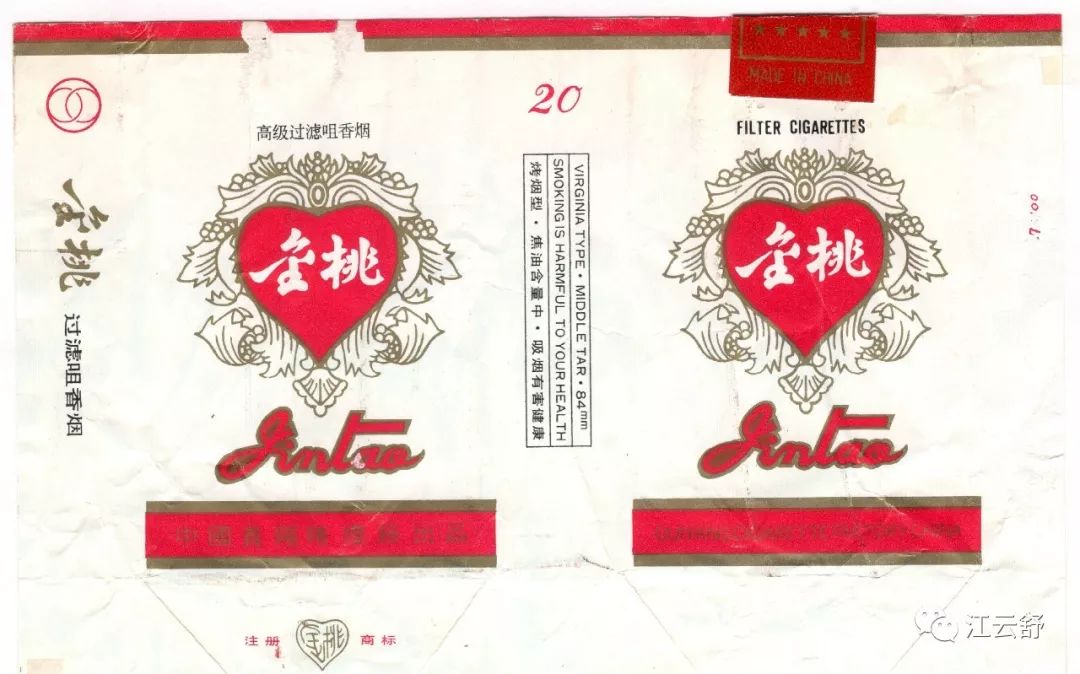 金桃
过滤咀香烟
高级过滤咀香烟
金桃
Jintao
20
VIRGINIA TYPE · MIDDLE TAR · 84mm
SMOKING IS HARMFUL TO YOUR HEALTH
烤烟型 · 焦油含量中 · 吸烟有害健康
MADE IN CHINA
FILTER CIGARETTES
金桃
Jintao
注册 金桃 商标
江云舒